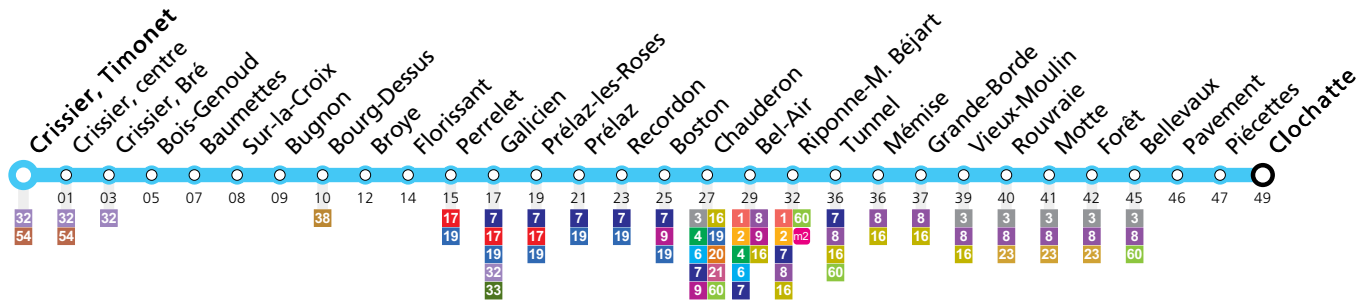 Crissier, Timonet
Crissier, centre
Crissier, Bré
Bois-Genoud
Baumettes
Sur-la-Croix
Bugnon
Bourg-Dessus
Broye
Florissant
Perrelet
Galicien
Prélaz-les-Roses
Prélaz
Recordon
Boston
Chauderon
Bel-Air
Riponne-M. Béjart
Tunnel
Mémise
Grande-Borde
Vieux-Moulin
Rouvraie
Motte
Forêt
Bellevaux
Pavement
Piécettes
Clochatte
01 03 05 07 08 09 10 12 14 15 17 19 21 23 25 27 29 32 36 36 37 39 40 41 42 45 46 47 49
32 32 32 38 17 7 7 7 7 7 3 16 1 8 1 60 7 8 8 3 3 3 3 3
54 54 19 17 17 19 19 9 4 19 2 9 2 m2 8 16 16 8 8 8 8 8
19 19 19 6 20 4 16 7 16 16 23 23 23 60
32 7 21 6 8 60
33 9 60 7 16